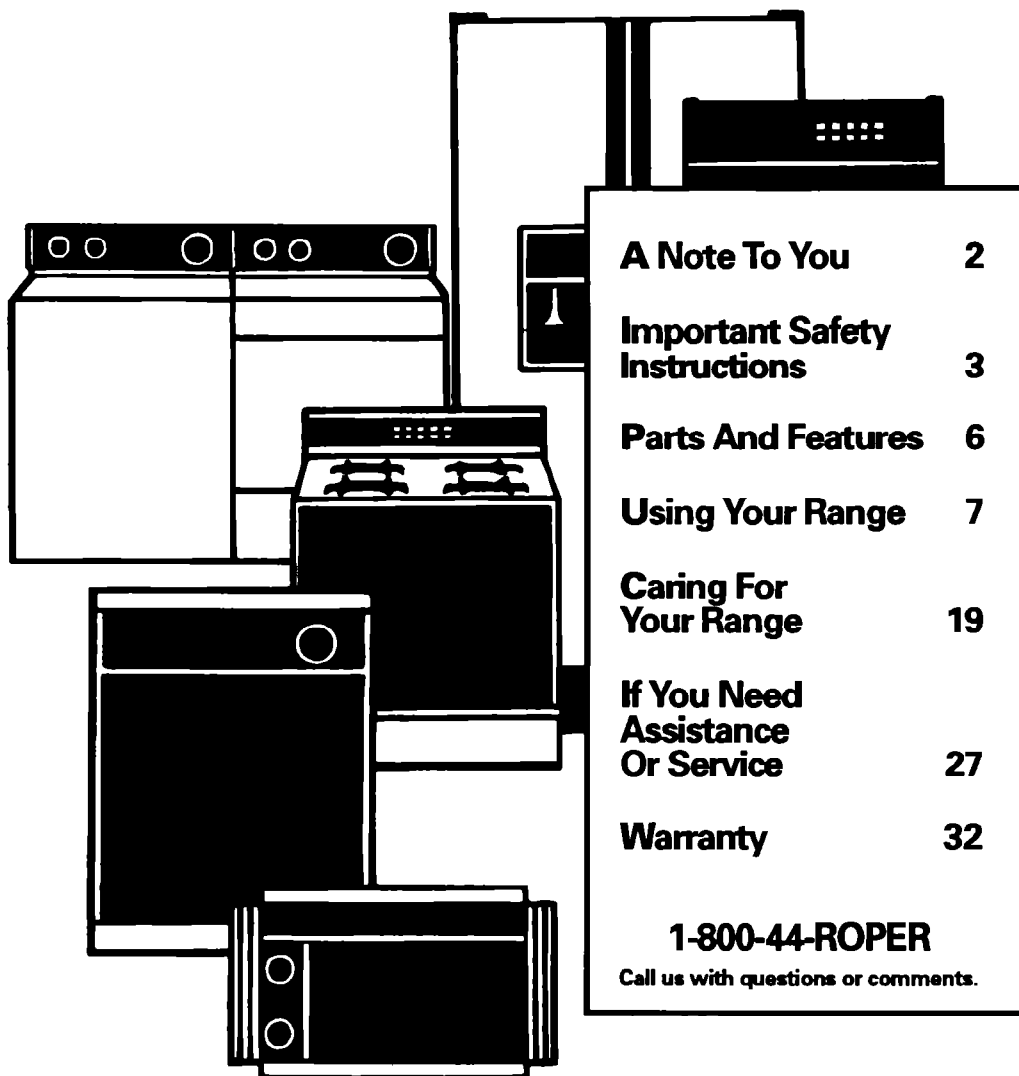 A Note To You 2
Important Safety
Instructions 3
Parts And Features 6
Using Your Range 7
Caring For
Your Range 19
If You Need
Assistance
Or Service 27
Warranty 32
1-800-44-ROPER
Call us with questions or comments.